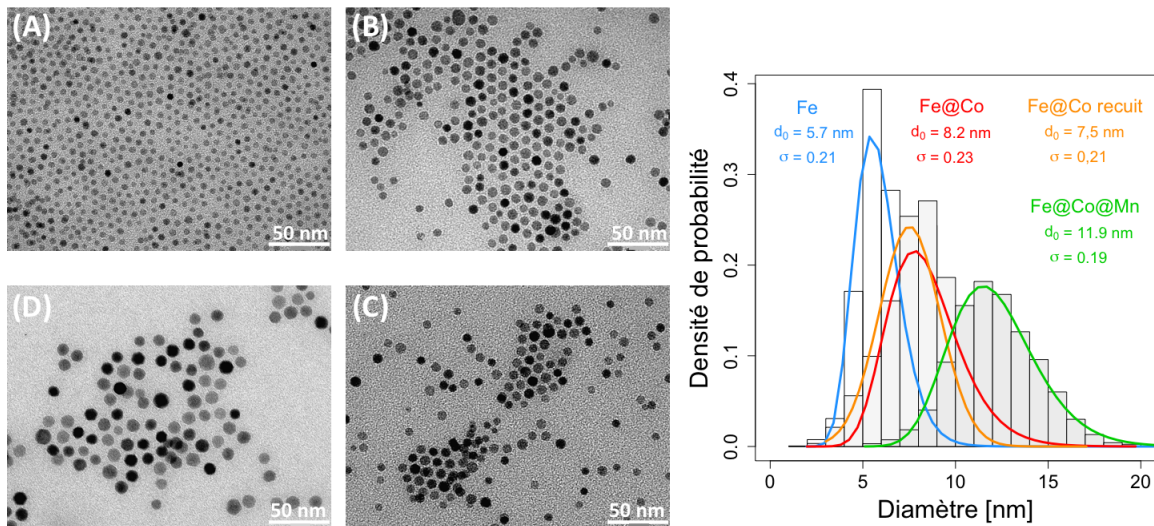 (A)
50 nm
(B)
50 nm
(D)
50 nm
(C)
50 nm
Densité de probabilité
0.4
0.3
0.2
0.1
0.0
Fe
d₀ = 5.7 nm
σ = 0.21
Fe@Co
d₀ = 8.2 nm
σ = 0.23
Fe@Co recuit
d₀ = 7,5 nm
σ = 0,21
Fe@Co@Mn
d₀ = 11.9 nm
σ = 0.19
0 5 10 15 20
Diamètre [nm]